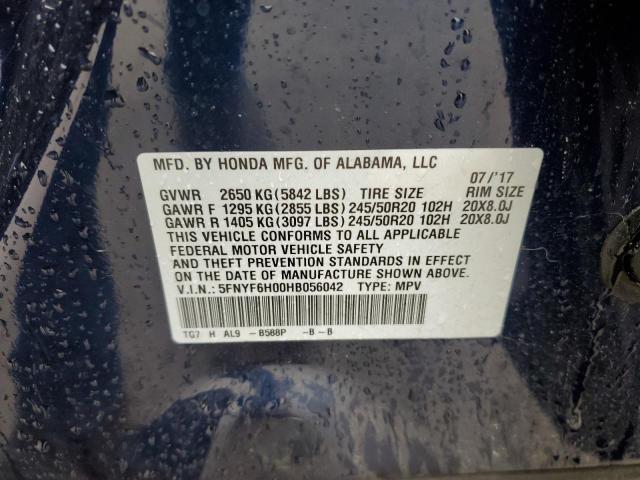 MFD. BY HONDA MFG. OF ALABAMA, LLC 07/'17
GVWR 2650 KG (5842 LBS) TIRE SIZE RIM SIZE
GAWR F 1295 KG (2855 LBS) 245/50R20 102H 20X8.0J
GAWR R 1405 KG (3097 LBS) 245/50R20 102H 20X8.0J
THIS VEHICLE CONFORMS TO ALL APPLICABLE
FEDERAL MOTOR VEHICLE SAFETY
AND THEFT PREVENTION STANDARDS IN EFFECT
ON THE DATE OF MANUFACTURE SHOWN ABOVE.
V.I.N.: 5FNYF6H00HB056042 TYPE: MPV
TG7 H AL9 - B588P -B-B